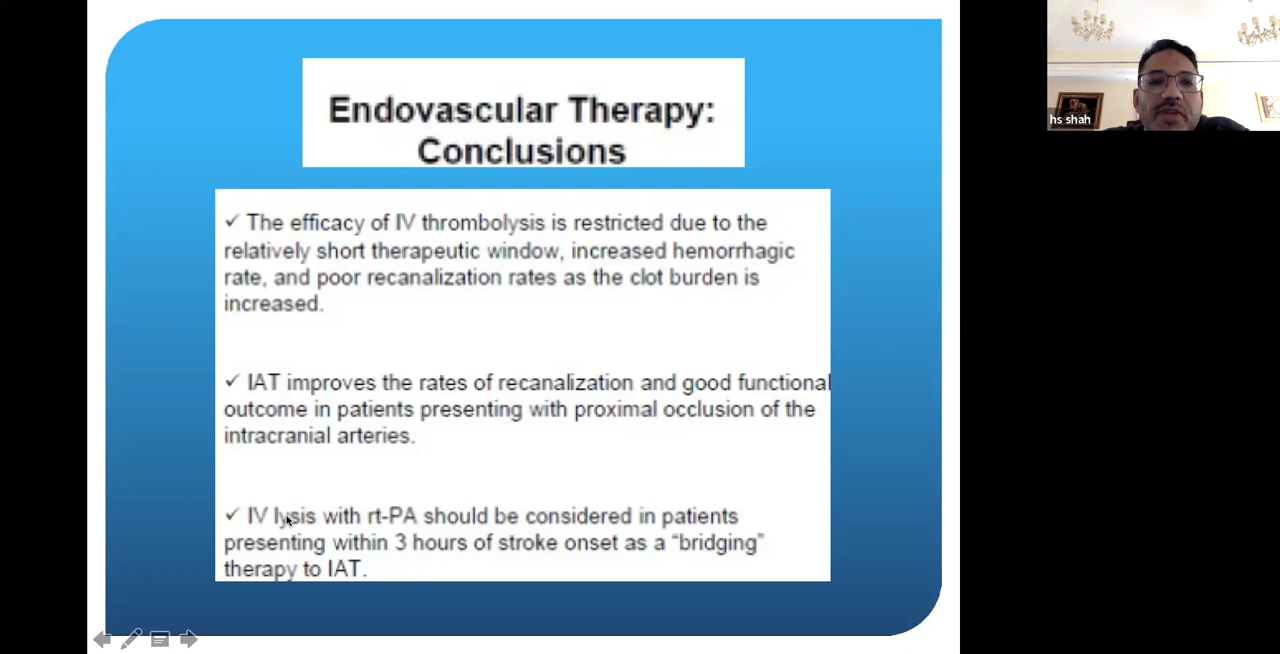 Endovascular Therapy:
Conclusions
✓ The efficacy of IV thrombolysis is restricted due to the
relatively short therapeutic window, increased hemorrhagic
rate, and poor recanalization rates as the clot burden is
increased.
✓ IAT improves the rates of recanalization and good functional
outcome in patients presenting with proximal occlusion of the
intracranial arteries.
✓ IV lysis with rt-PA should be considered in patients
presenting within 3 hours of stroke onset as a “bridging”
therapy to IAT.
hs shah